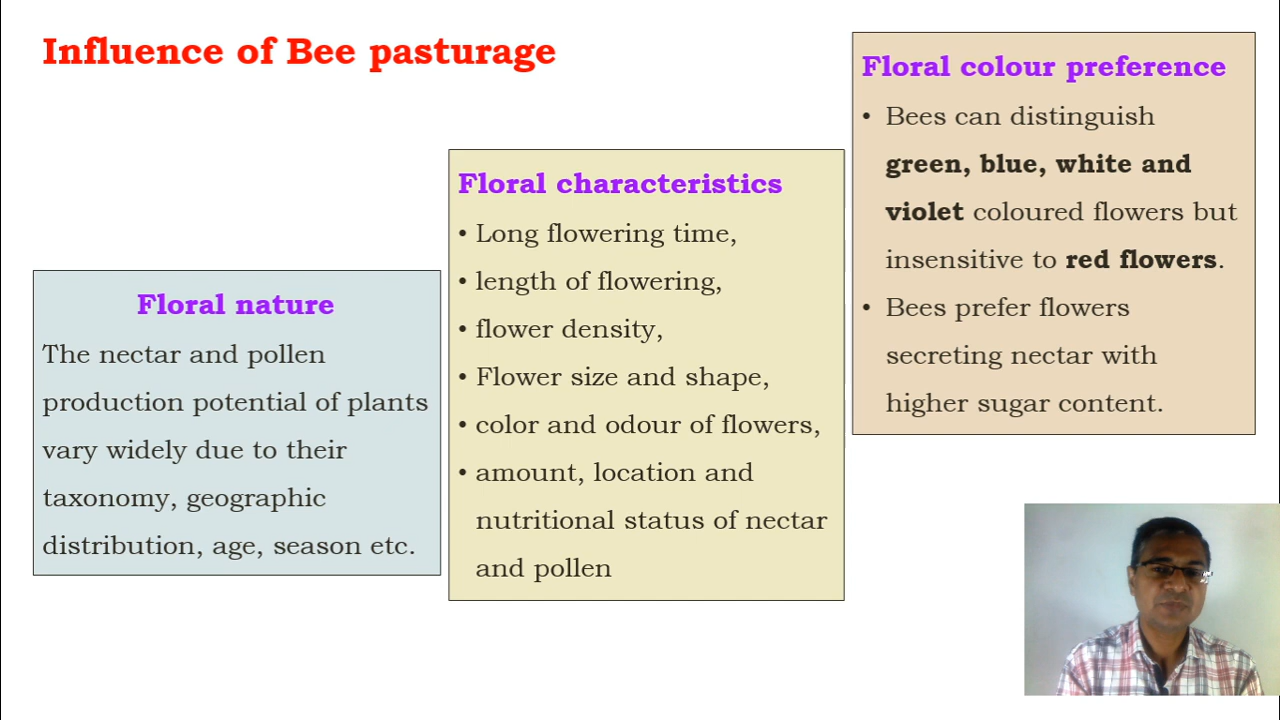 Influence of Bee pasturage
Floral nature
The nectar and pollen
production potential of plants
vary widely due to their
taxonomy, geographic
distribution, age, season etc.
Floral characteristics
• Long flowering time,
• length of flowering,
• flower density,
• Flower size and shape,
• color and odour of flowers,
• amount, location and
nutritional status of nectar
and pollen
Floral colour preference
• Bees can distinguish
green, blue, white and
violet coloured flowers but
insensitive to red flowers.
• Bees prefer flowers
secreting nectar with
higher sugar content.